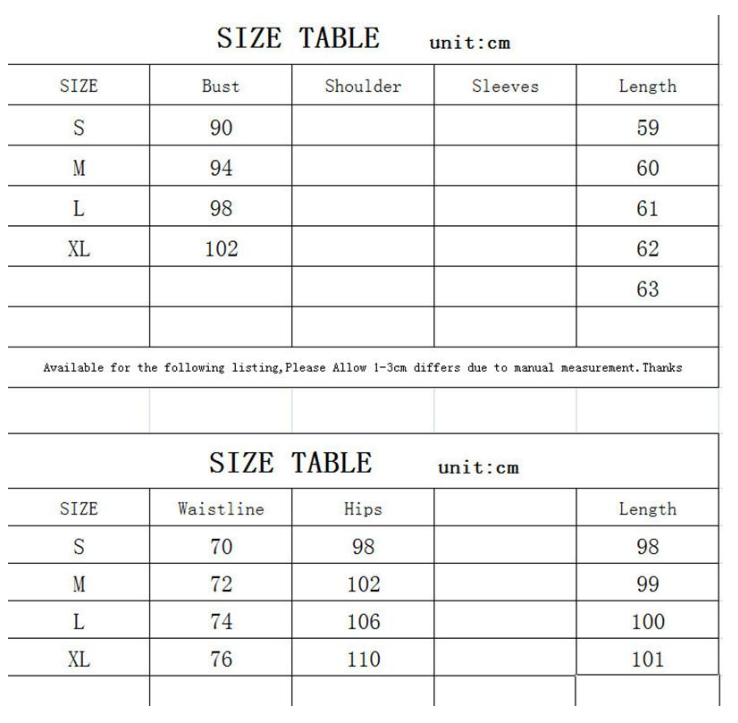 SIZE TABLE unit:cm
SIZE Bust Shoulder Sleeves Length
S 90 59
M 94 60
L 98 61
XL 102 62
63
Available for the following listing,Please Allow 1-3cm differs due to manual measurement.Thanks
SIZE TABLE unit:cm
SIZE Waistline Hips Length
S 70 98 98
M 72 102 99
L 74 106 100
XL 76 110 101